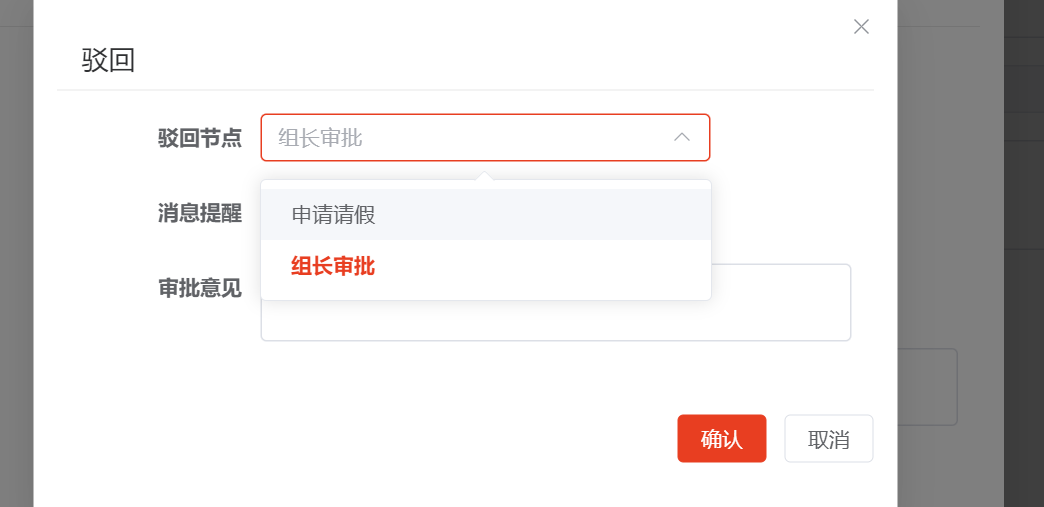 驳回
驳回节点
组长审批
申请请假
组长审批
消息提醒
审批意见
确认
取消